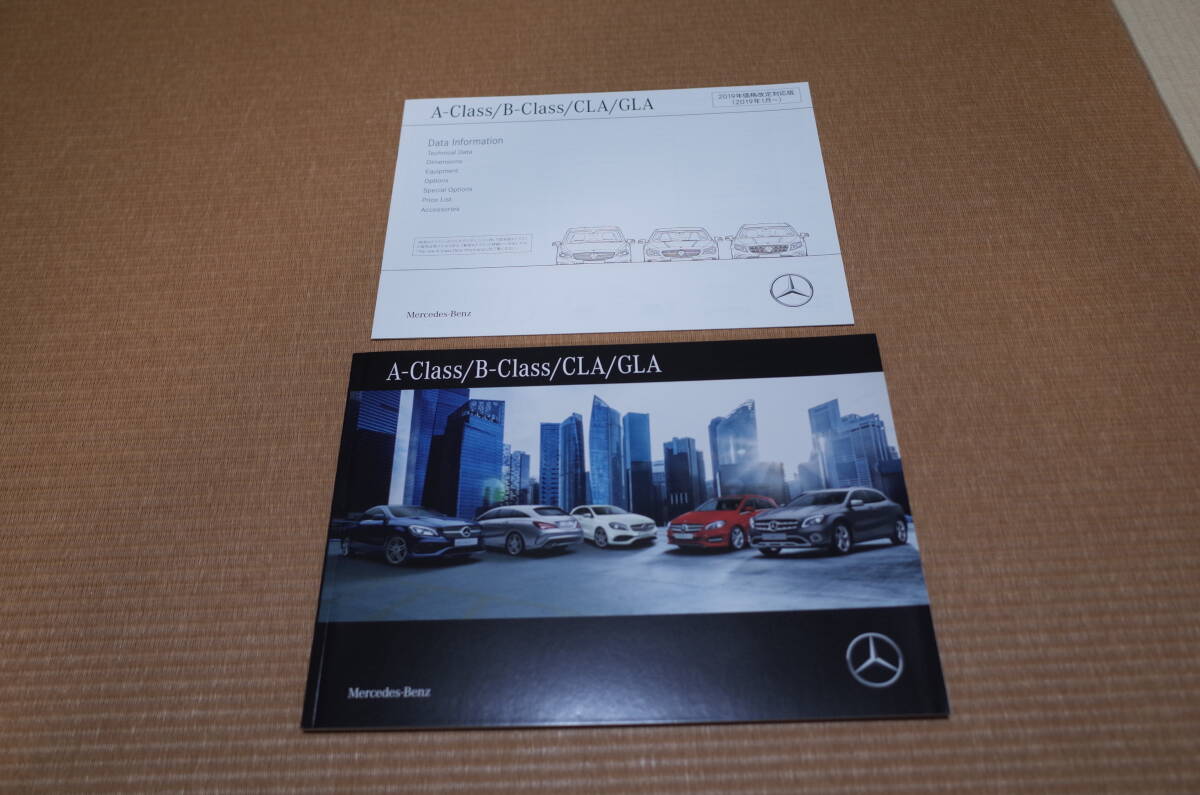 A-Class/B-Class/CLA/GLA
2019年価格改定対応版
(2019年1月~)
Data Information
Technical Data
Dimensions
Equipment
Options
Special Options
Price List
Accessories
Mercedes-Benz
A-Class/B-Class/CLA/GLA
Mercedes-Benz